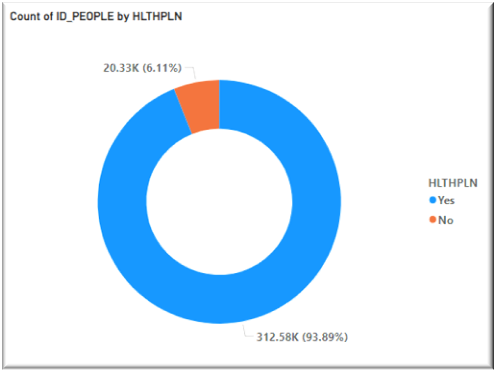 Count of ID_PEOPLE by HLTHPLN
20.33K (6.11%)
HLTHPLN
Yes
No
312.58K (93.89%)